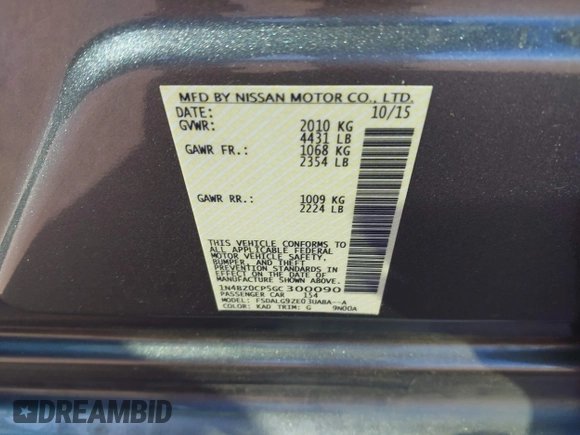 MFD BY NISSAN MOTOR CO., LTD.
DATE: 10/15
GVWR: 2010 KG
4431 LB
GAWR FR.: 1068 KG
2354 LB
GAWR RR.: 1009 KG
2224 LB
THIS VEHICLE CONFORMS TO
ALL APPLICABLE FEDERAL
MOTOR VEHICLE SAFETY,
BUMPER, AND THEFT
PREVENTION STANDARDS IN
EFFECT ON THE DATE OF
MANUFACTURE SHOWN ABOVE.
1N4BZ0CP5GC300090
PASSENGER CAR 154
MODEL: FSDALG9ZE03UABA--A
COLOR: KAD TRIM: G 9N00A
DREAMBID